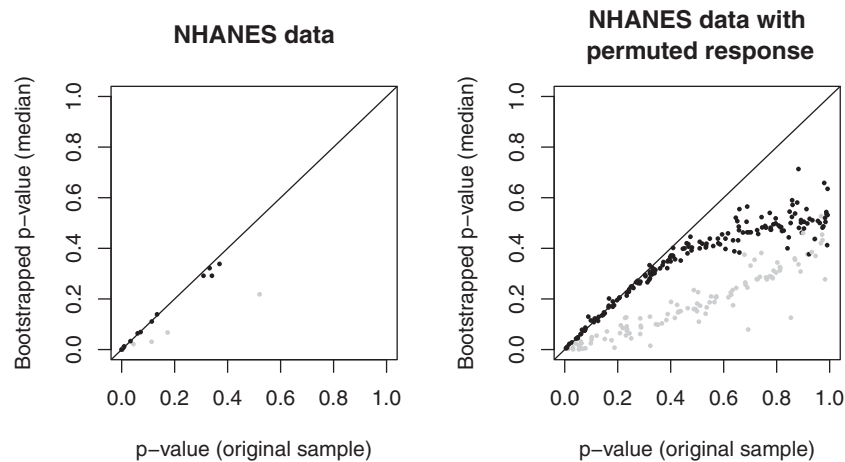 NHANES data
Bootstrapped p−value (median)
1.0
0.8
0.6
0.4
0.2
0.0
0.0 0.2 0.4 0.6 0.8 1.0
p−value (original sample)
NHANES data with
permuted response
Bootstrapped p−value (median)
1.0
0.8
0.6
0.4
0.2
0.0
0.0 0.2 0.4 0.6 0.8 1.0
p−value (original sample)